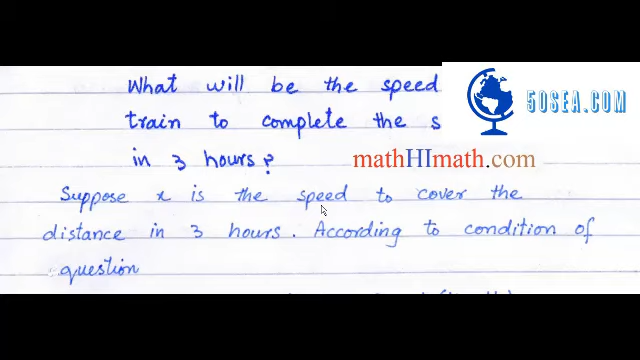 What will be the speed
train to complete the s
in 3 hours?
50SEA.COM
mathHImath.com
Suppose x is the speed to cover the
distance in 3 hours. According to condition of
question